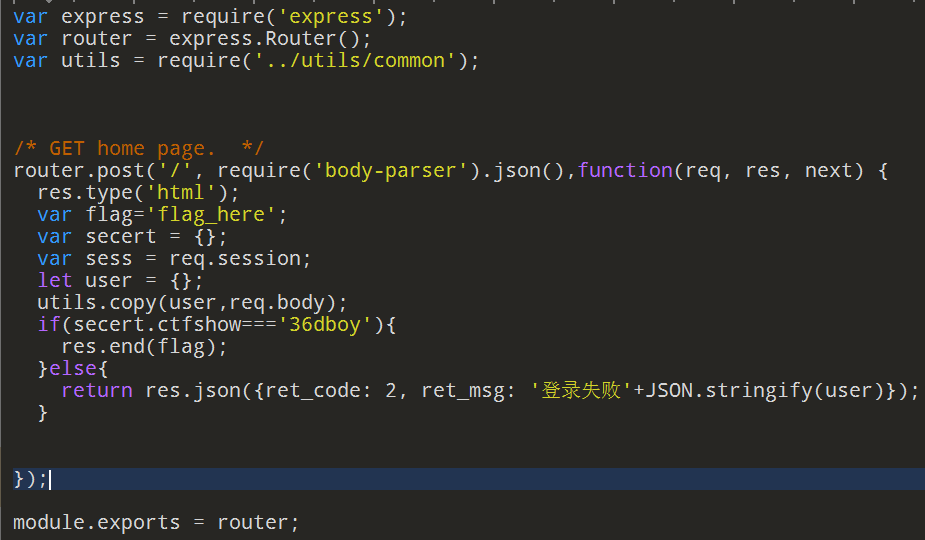 var express = require('express');
var router = express.Router();
var utils = require('../utils/common');
/* GET home page.  */
router.post('/', require('body-parser').json(),function(req, res, next) {
  res.type('html');
  var flag='flag_here';
  var secert = {};
  var sess = req.session;
  let user = {};
  utils.copy(user,req.body);
  if(secert.ctfshow==='36dboy'){
    res.end(flag);
  }else{
    return res.json({ret_code: 2, ret_msg: '登录失败'+JSON.stringify(user)});
  }
});
module.exports = router;